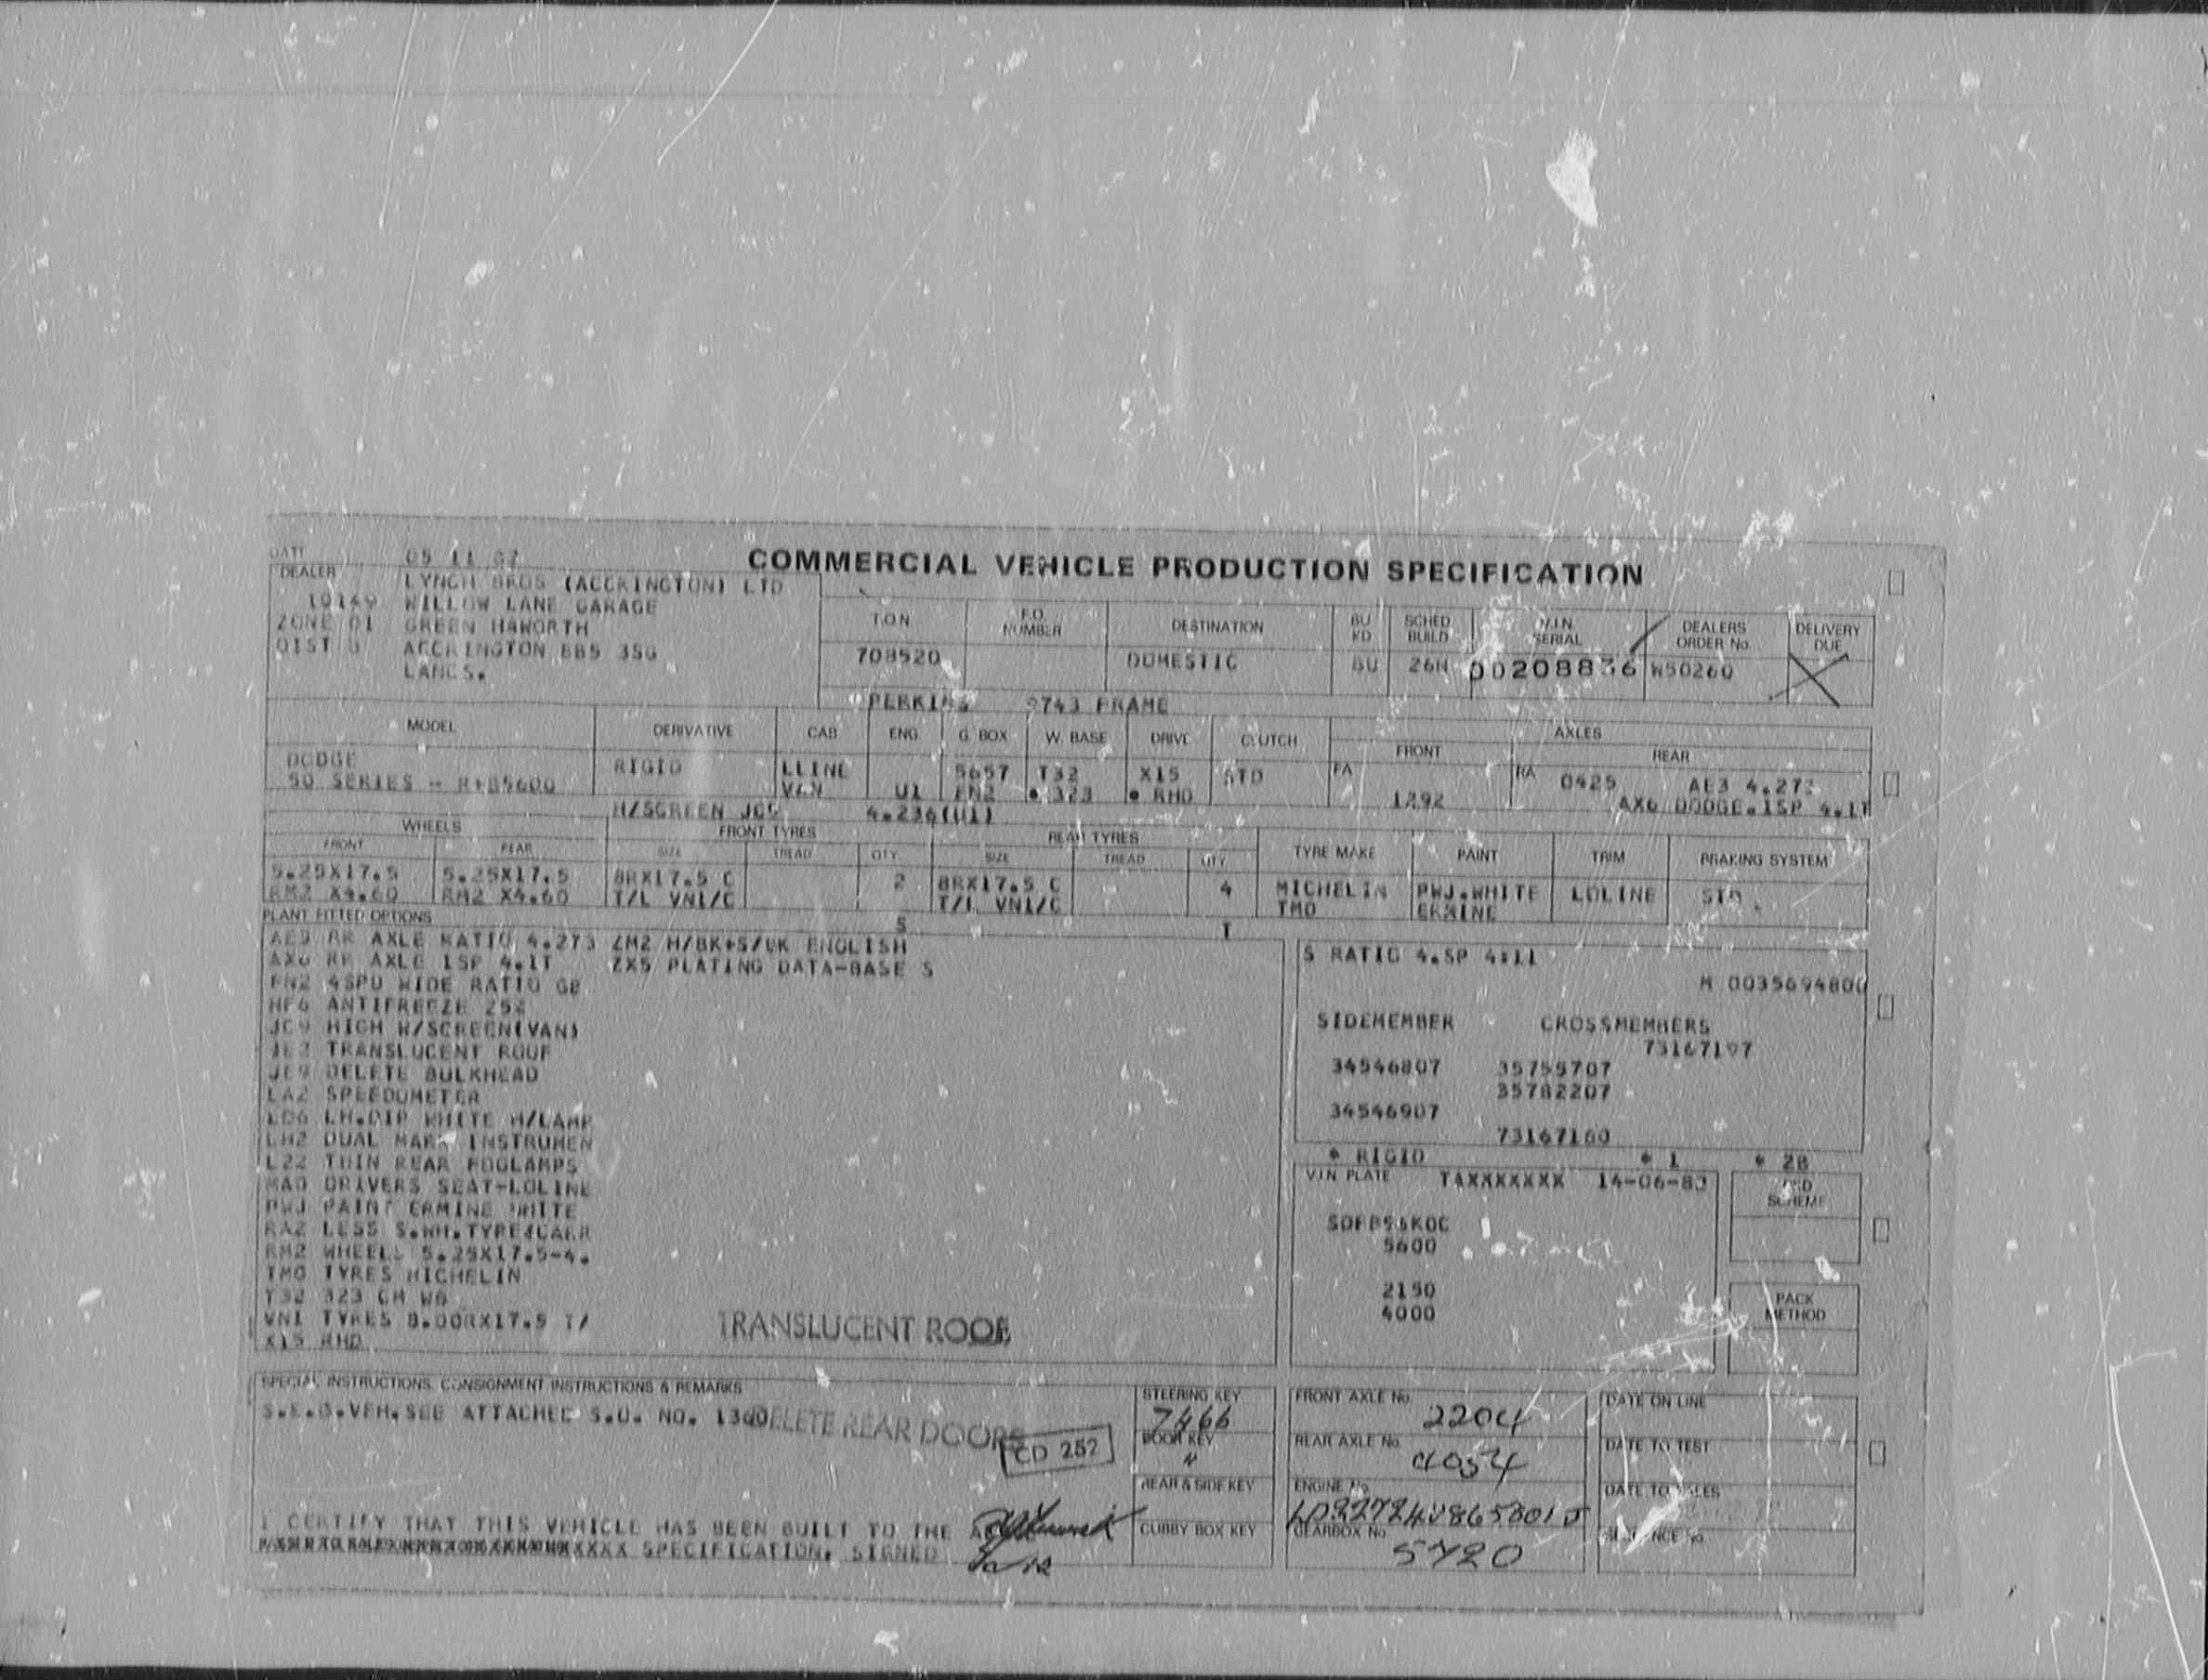 DATE 09 11 82
COMMERCIAL VEHICLE PRODUCTION SPECIFICATION
DEALER LYNCH BROS (ACCRINGTON) LTD
10149 WILLOW LANE GARAGE
ZONE 01 GREEN HAWORTH
DIST ACCRINGTON BB5 3SG
LANCS.
T.O.N. F.O. NUMBER DESTINATION BU KD SCHED BUILD V.I.N. SERIAL DEALERS ORDER No. DELIVERY DUE
708520 DOMESTIC BU 26N DD208836 W50260
PERKINS 9743 FRAME
MODEL DERIVATIVE CAB ENG G. BOX W. BASE DRIVE CLUTCH AXLES
FRONT REAR
DODGE RIGID LLINE 5657 T32 X15 STD FA RA 0425 AE3 4.273
50 SERIES - VAN U1 FN2 323 RHD 1292 AX6 DODGE.1SP 4.1T
H/SCREEN JC9 4.236(U1)
WHEELS FRONT TYRES REAR TYRES TYRE MAKE PAINT TRIM BRAKING SYSTEM
FRONT REAR SIZE TREAD QTY SIZE TREAD QTY
5.25X17.5 5.25X17.5 8RX17.5 C 2 8RX17.5 C 4 MICHELIN PWJ.WHITE LOLINE STD
RM2 X4.60 RM2 X4.60 T/L VN1/C T/L VN1/C TMO ERMINE
PLANT FITTED OPTIONS S I
AE3 RR AXLE RATIO 4.273 ZM2 H/BK+S/BK ENGLISH
AX6 RR AXLE 1SP 4.1T ZX5 PLATING DATA-BASE S
FN2 4SPD WIDE RATIO GB
HF6 ANTIFREEZE 25%
JC9 HIGH W/SCREEN(VAN)
JE3 TRANSLUCENT ROOF
JE9 DELETE BULKHEAD
LA2 SPEEDOMETER
LD6 LH.DIP WHITE H/LAMP
LH2 DUAL MARK INSTRUMEN
L22 TWIN REAR FOGLAMPS
MAO DRIVERS SEAT-LOLINE
PWJ PAINT ERMINE WHITE
RA2 LESS S.WH.TYRE&CARR
RM2 WHEELS 5.25X17.5-4.
TMO TYRES MICHELIN
T32 323 CM WB
VN1 TYRES 8.00RX17.5 T/
X15 RHD
TRANSLUCENT ROOF
S RATIO 4.SP 4:11
M 0035694800
SIDEMEMBER CROSSMEMBERS
73167197
34546807 35755707
35782207
34546907
73167160
* RIGID * 1 * 28
VIN PLATE TAXXXXXXX 14-06-83
SCHEME
5600
2150
4000
PACK METHOD
SPECIAL INSTRUCTIONS, CONSIGNMENT INSTRUCTIONS & REMARKS
S.E.O.VEH.SEE ATTACHED S.O. NO. 1340
DELETE REAR DOORS
CD 252
STEERING KEY 7466
DOOR KEY "
REAR & SIDE KEY
CUBBY BOX KEY
FRONT AXLE No. 2204
REAR AXLE No. 4054
ENGINE No.
GEARBOX No. 5720
DATE ON LINE
DATE TO TEST
DATE TO SALES
I CERTIFY THAT THIS VEHICLE HAS BEEN BUILT TO THE
SPECIFICATION. SIGNED